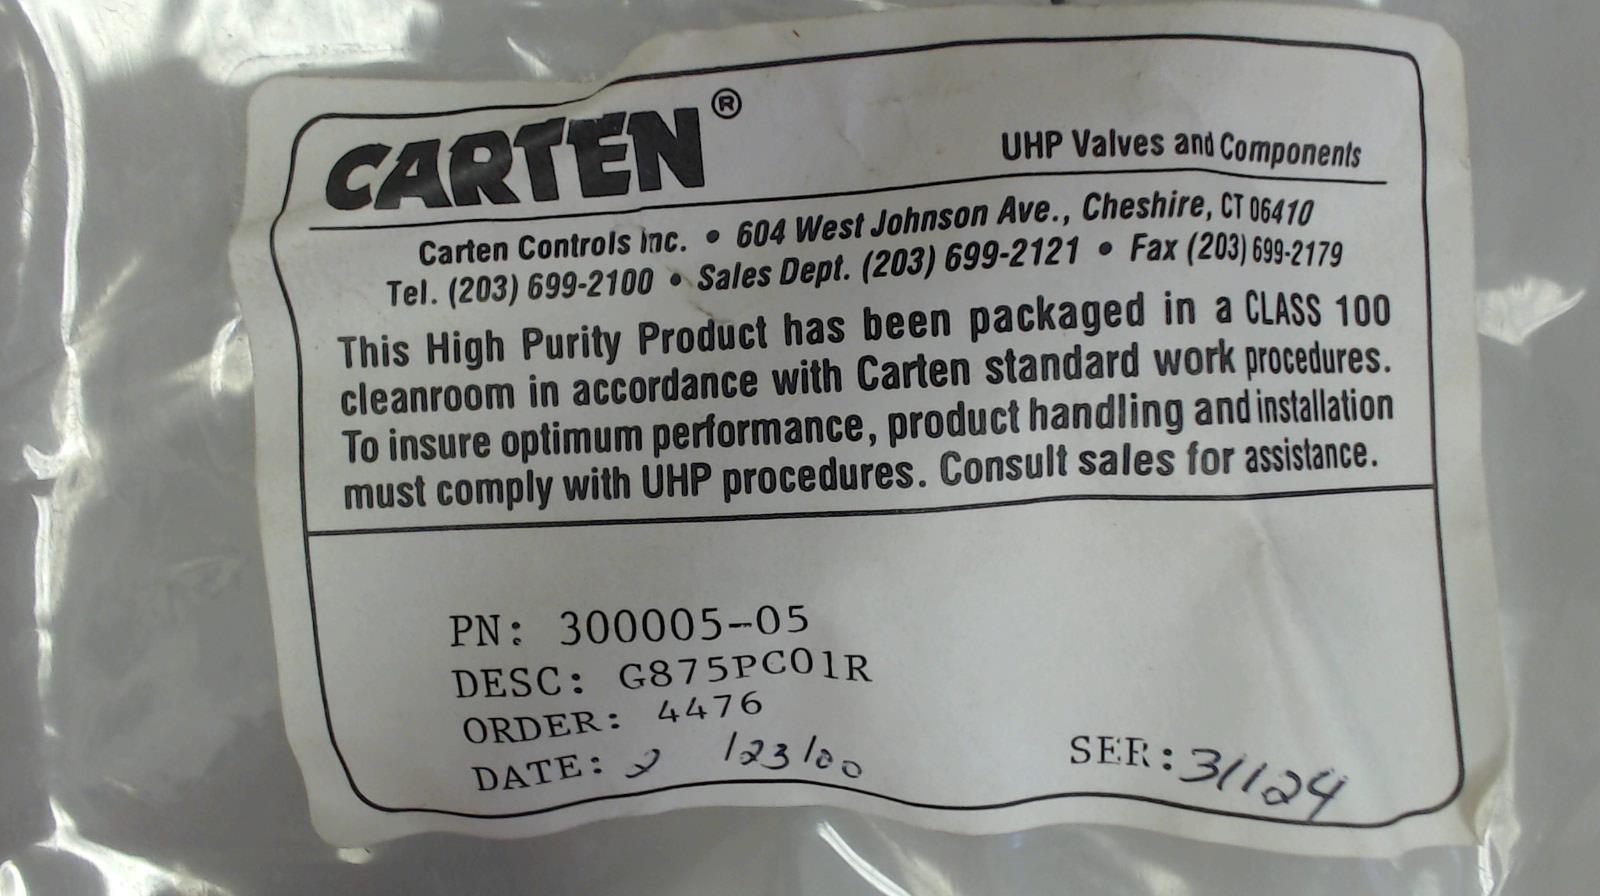 CARTEN®
UHP Valves and Components
Carten Controls Inc. • 604 West Johnson Ave., Cheshire, CT 06410
Tel. (203) 699-2100 • Sales Dept. (203) 699-2121 • Fax (203) 699-2179
This High Purity Product has been packaged in a CLASS 100
cleanroom in accordance with Carten standard work procedures.
To insure optimum performance, product handling and installation
must comply with UHP procedures. Consult sales for assistance.
PN: 300005-05
DESC: G875PC01R
ORDER: 4476
DATE: 2 /23/00
SER: 31124